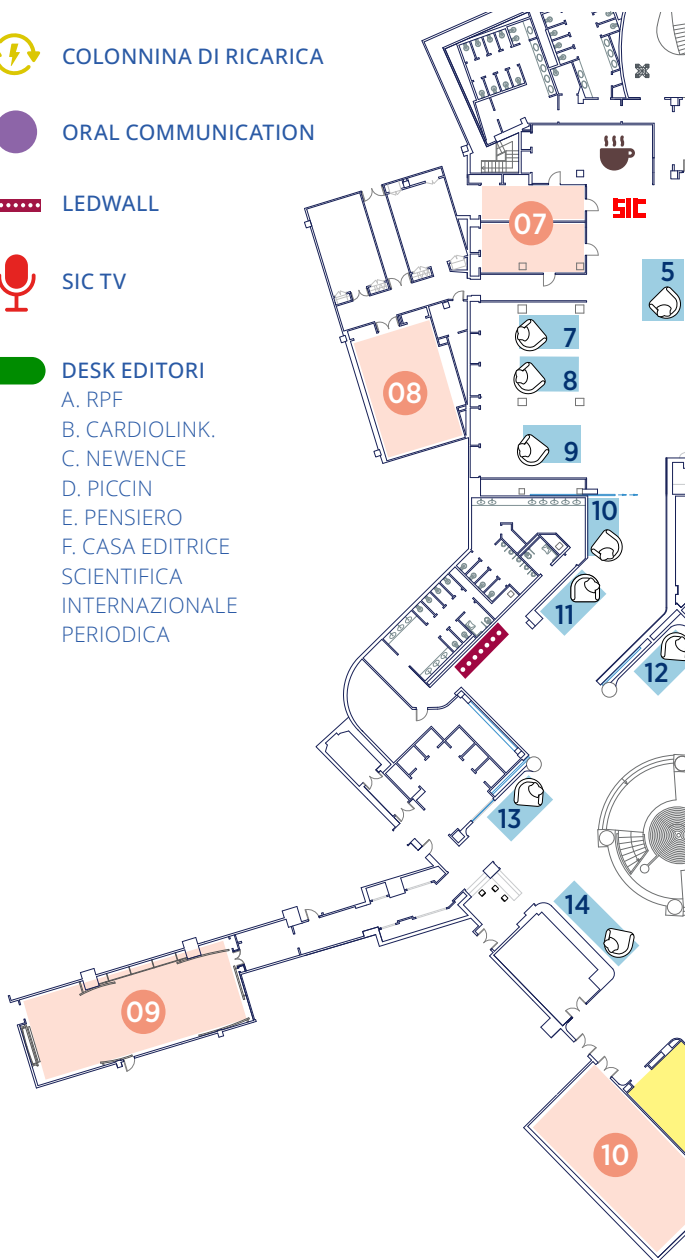 COLONNINA DI RICARICA
ORAL COMMUNICATION
LEDWALL
SIC TV
DESK EDITORI
A. RPF
B. CARDIOLINK.
C. NEWENCE
D. PICCIN
E. PENSIERO
F. CASA EDITRICE
SCIENTIFICA
INTERNAZIONALE
PERIODICA
SIC
07
5
7
8
08
9
10
11
12
13
14
09
10